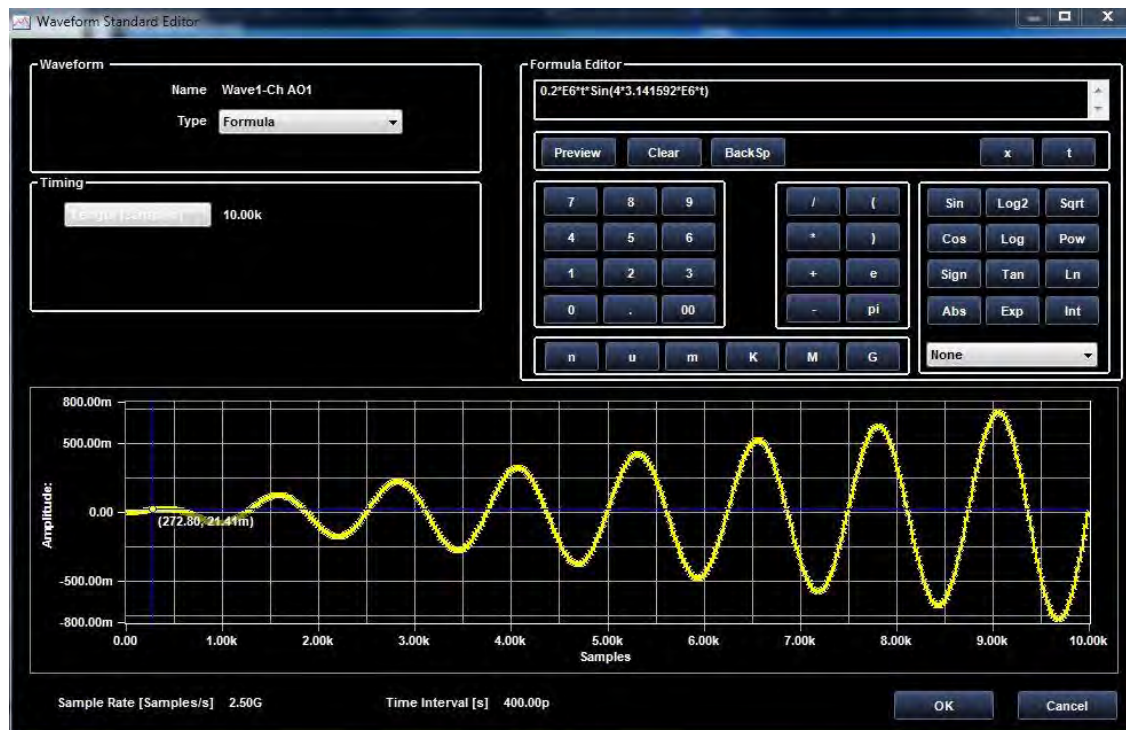 Waveform Standard Editor
Waveform
Name Wave1-Ch AO1
Type Formula
Timing
10.00k
Formula Editor
0.2*E6*t*Sin(4*3.141592*E6*t)
Preview Clear BackSp x t
7 8 9 / ( Sin Log2 Sqrt
4 5 6 * ) Cos Log Pow
1 2 3 + e Sign Tan Ln
0 . 00 - pi Abs Exp Int
n u m K M G None
800.00m
500.00m
0.00
-500.00m
-800.00m
Amplitude:
(272.80, 21.41m)
0.00 1.00k 2.00k 3.00k 4.00k 5.00k 6.00k 7.00k 8.00k 9.00k 10.00k
Samples
Sample Rate [Samples/s] 2.50G Time Interval [s] 400.00p OK Cancel